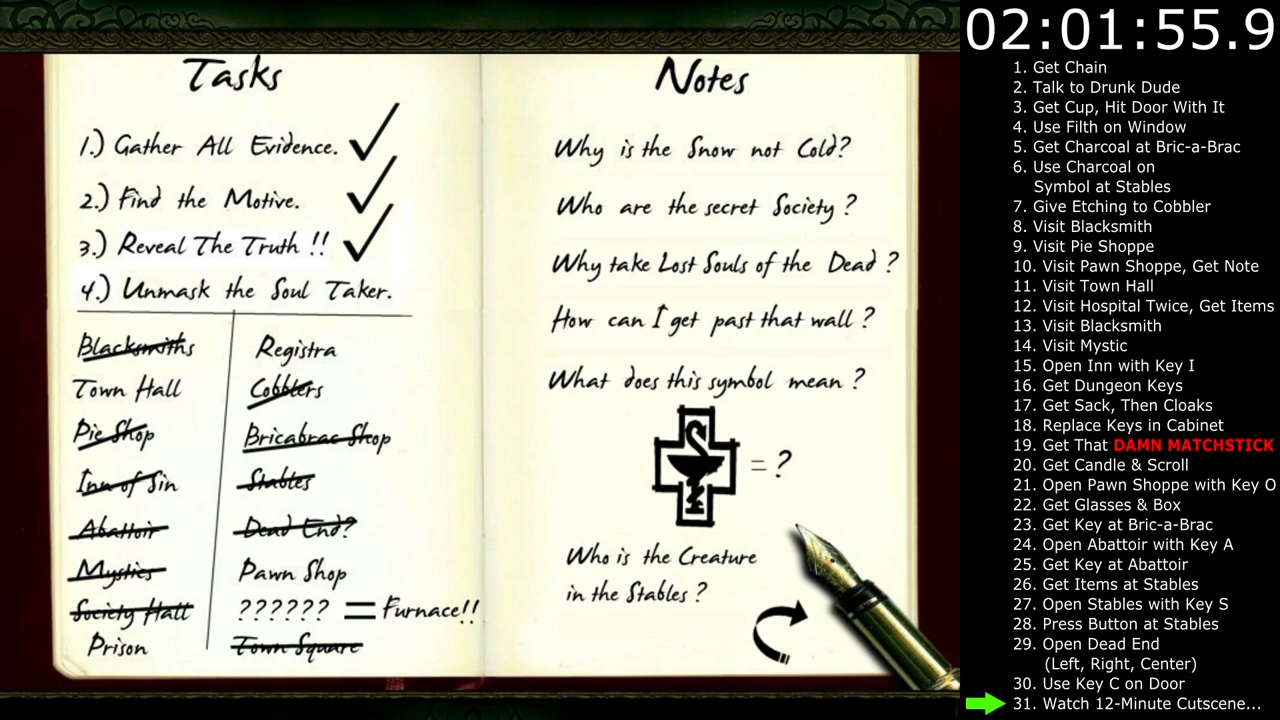 Tasks
1.) Gather All Evidence.
2.) Find the Motive.
3.) Reveal The Truth !!
4.) Unmask the Soul Taker.
Blacksmiths
Town Hall
Pie Shop
Inn of Sin
Abattoir
Mystics
Society Hall
Prison
Registra
Cobblers
Bricabrac Shop
Stables
Dead End?
Pawn Shop
?????? = Furnace!!
Town Square
Notes
Why is the Snow not Cold?
Who are the secret Society ?
Why take Lost Souls of the Dead ?
How can I get past that wall ?
What does this symbol mean ?
= ?
Who is the Creature
in the Stables ?
02:01:55.9
1. Get Chain
2. Talk to Drunk Dude
3. Get Cup, Hit Door With It
4. Use Filth on Window
5. Get Charcoal at Bric-a-Brac
6. Use Charcoal on
Symbol at Stables
7. Give Etching to Cobbler
8. Visit Blacksmith
9. Visit Pie Shoppe
10. Visit Pawn Shoppe, Get Note
11. Visit Town Hall
12. Visit Hospital Twice, Get Items
13. Visit Blacksmith
14. Visit Mystic
15. Open Inn with Key I
16. Get Dungeon Keys
17. Get Sack, Then Cloaks
18. Replace Keys in Cabinet
19. Get That DAMN MATCHSTICK
20. Get Candle & Scroll
21. Open Pawn Shoppe with Key O
22. Get Glasses & Box
23. Get Key at Bric-a-Brac
24. Open Abattoir with Key A
25. Get Key at Abattoir
26. Get Items at Stables
27. Open Stables with Key S
28. Press Button at Stables
29. Open Dead End
(Left, Right, Center)
30. Use Key C on Door
31. Watch 12-Minute Cutscene...